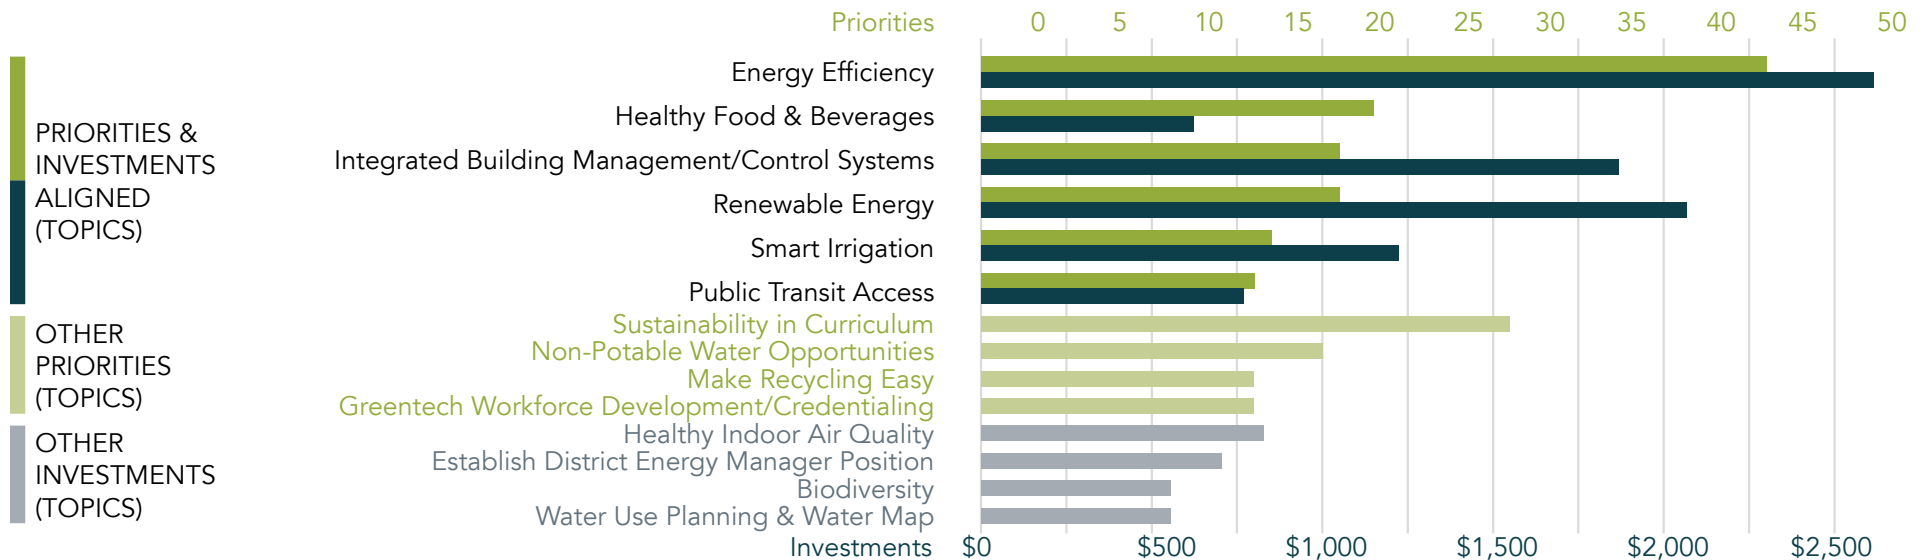 Priorities 0 5 10 15 20 25 30 35 40 45 50
PRIORITIES &
INVESTMENTS
ALIGNED
(TOPICS)
Energy Efficiency
Healthy Food & Beverages
Integrated Building Management/Control Systems
Renewable Energy
Smart Irrigation
Public Transit Access
OTHER
PRIORITIES
(TOPICS)
Sustainability in Curriculum
Non-Potable Water Opportunities
Make Recycling Easy
Greentech Workforce Development/Credentialing
OTHER
INVESTMENTS
(TOPICS)
Healthy Indoor Air Quality
Establish District Energy Manager Position
Biodiversity
Water Use Planning & Water Map
Investments $0 $500 $1,000 $1,500 $2,000 $2,500